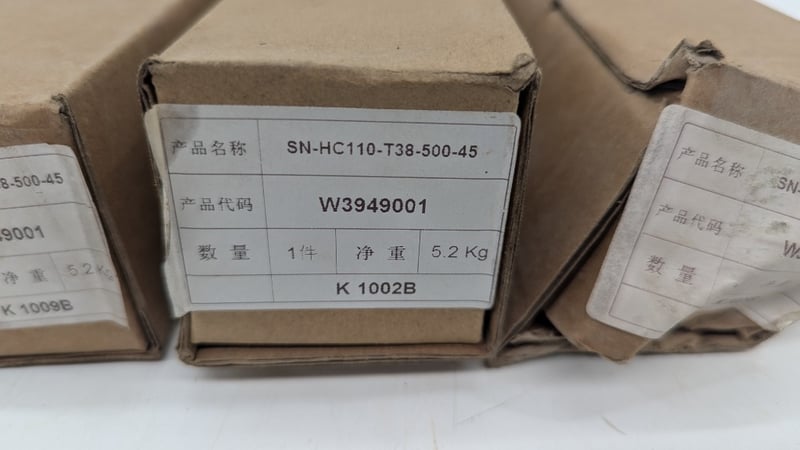 8-500-45
9001
净 重 5.2 Kg
K 1009B
产品名称 SN-HC110-T38-500-45
产品代码 W3949001
数 量 1件 净 重 5.2 Kg
K 1002B
产品名称 SN
产品代码 W
数 量